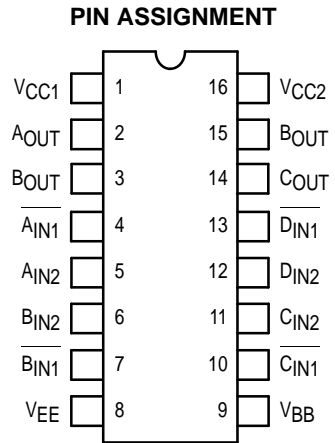 PIN ASSIGNMENT
VCC1 1 16 VCC2
AOUT 2 15 BOUT
BOUT 3 14 COUT
AIN1 4 13 DIN1
AIN2 5 12 DIN2
BIN2 6 11 CIN2
BIN1 7 10 CIN1
VEE 8 9 VBB